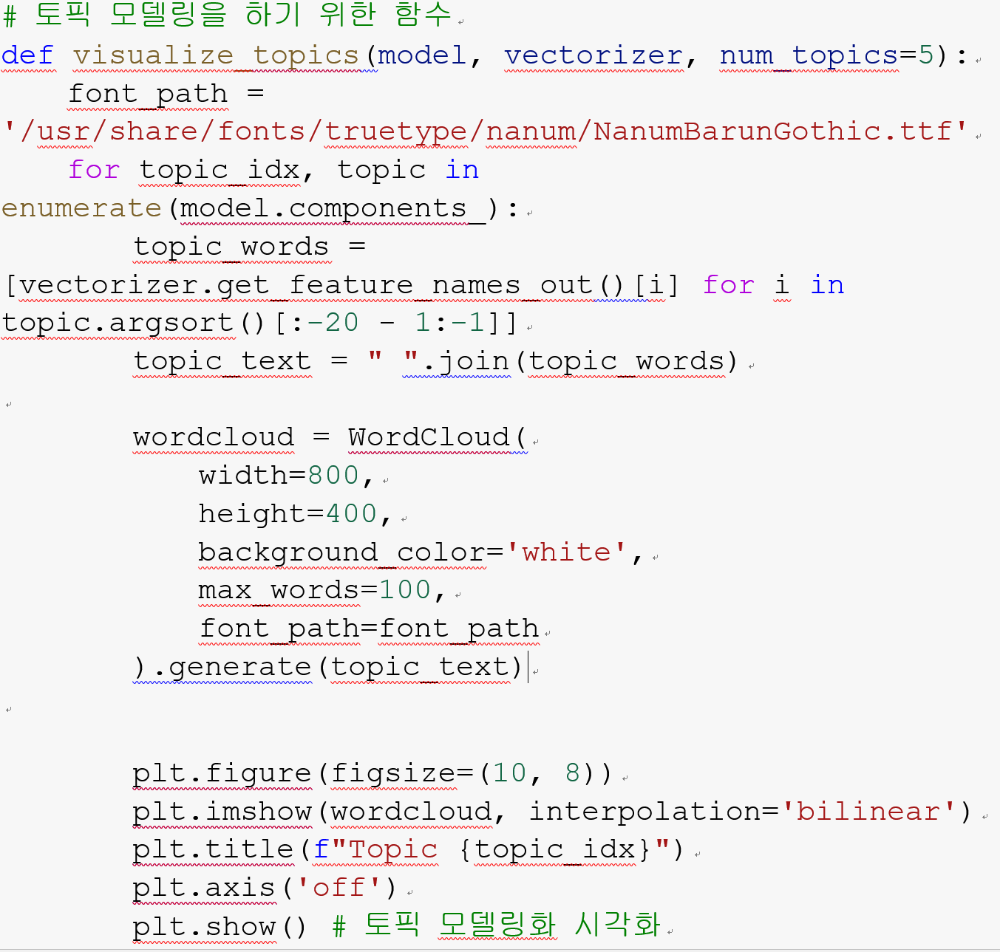 # 토픽 모델링을 하기 위한 함수
def visualize_topics(model, vectorizer, num_topics=5):
    font_path =
'/usr/share/fonts/truetype/nanum/NanumBarunGothic.ttf'
    for topic_idx, topic in
enumerate(model.components_):
        topic_words =
[vectorizer.get_feature_names_out()[i] for i in
topic.argsort()[:-20 - 1:-1]]
        topic_text = " ".join(topic_words)

        wordcloud = WordCloud(
            width=800,
            height=400,
            background_color='white',
            max_words=100,
            font_path=font_path
        ).generate(topic_text)

        plt.figure(figsize=(10, 8))
        plt.imshow(wordcloud, interpolation='bilinear')
        plt.title(f"Topic {topic_idx}")
        plt.axis('off')
        plt.show() # 토픽 모델링화 시각화